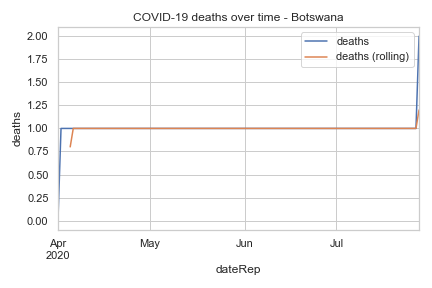 COVID-19 deaths over time - Botswana
deaths
deaths (rolling)
2.00
1.75
1.50
1.25
1.00
0.75
0.50
0.25
0.00
deaths
Apr
2020
May
Jun
Jul
dateRep